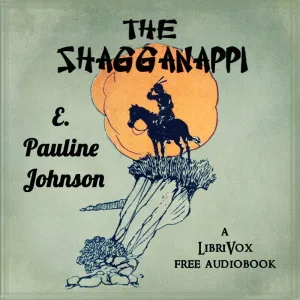 THE
SHAGGANAPPI
E.
Pauline
Johnson
A
LIBRIVOX
FREE AUDIOBOOK